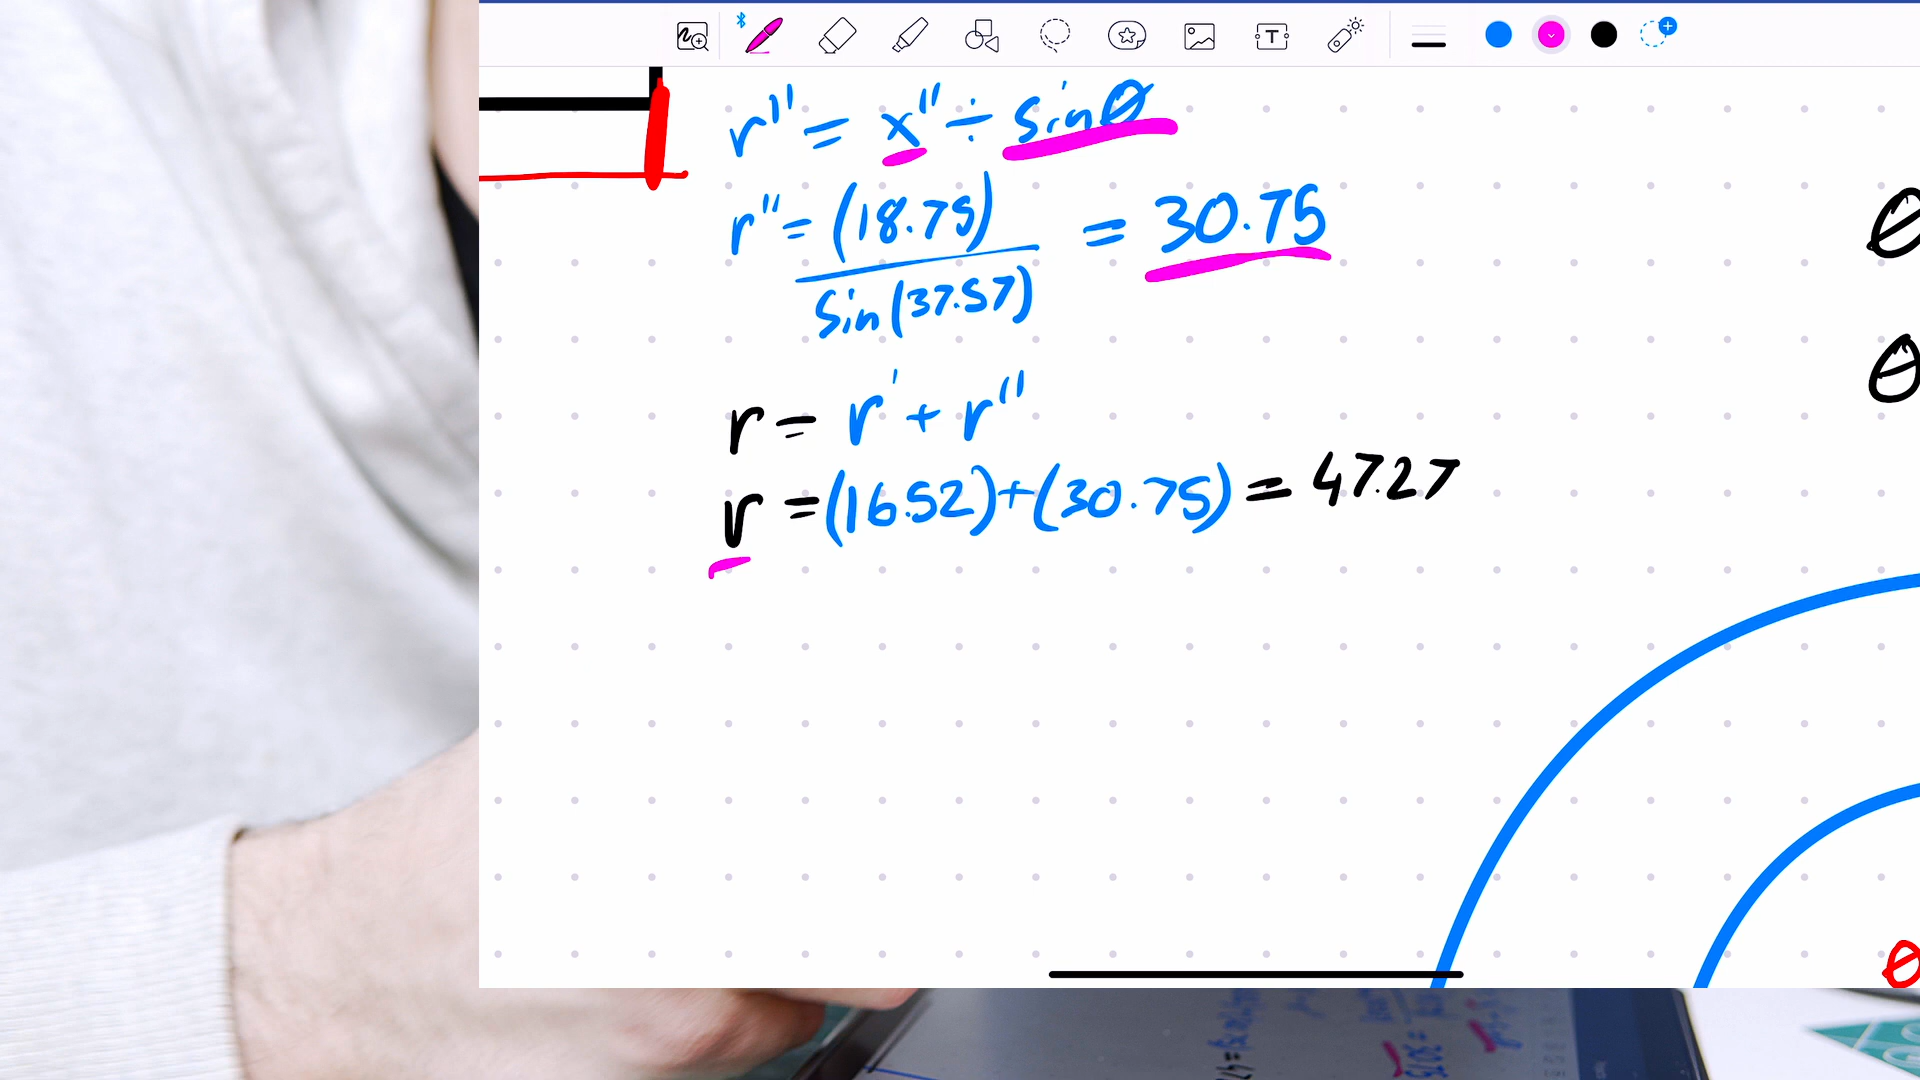 r'' = x'' ÷ sinθ
r'' = (18.75) / sin(37.57) = 30.75
r = r' + r''
r = (16.52) + (30.75) = 47.27
θ
θ
θ
T